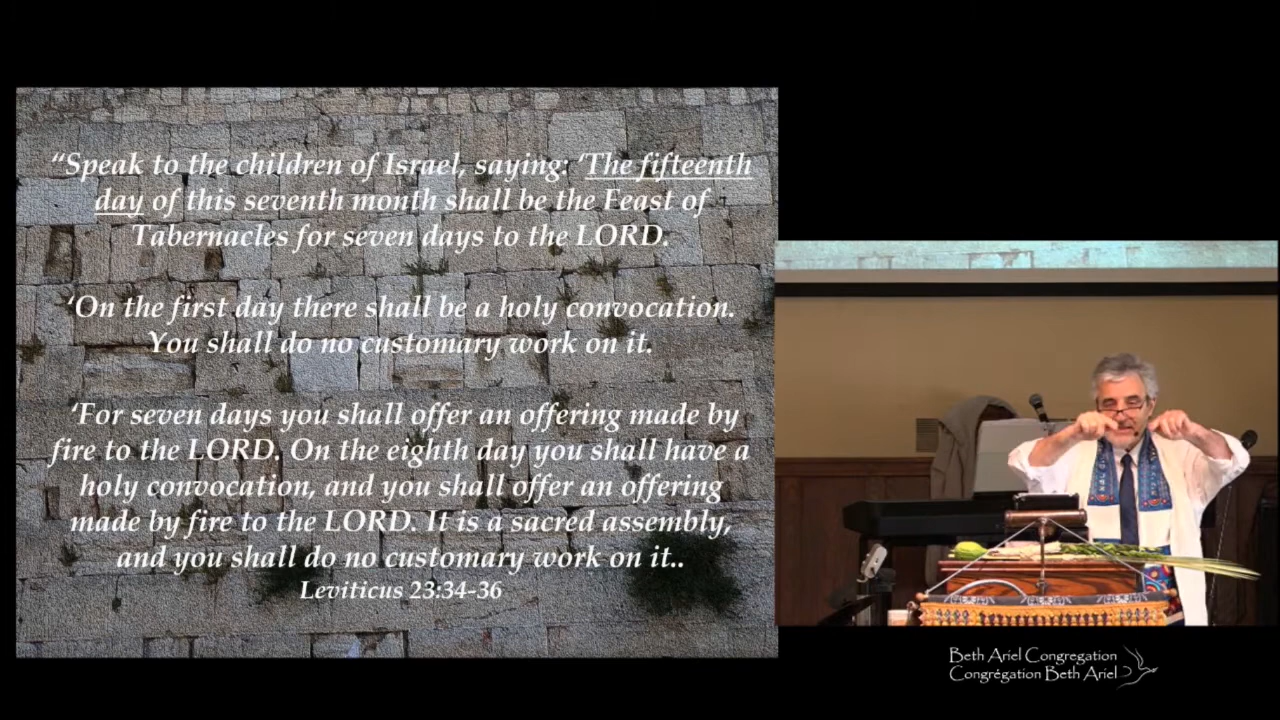 “Speak to the children of Israel, saying: ‘The fifteenth
day of this seventh month shall be the Feast of
Tabernacles for seven days to the LORD.
‘On the first day there shall be a holy convocation.
You shall do no customary work on it.
‘For seven days you shall offer an offering made by
fire to the LORD. On the eighth day you shall have a
holy convocation, and you shall offer an offering
made by fire to the LORD. It is a sacred assembly,
and you shall do no customary work on it..
Leviticus 23:34-36
Beth Ariel Congregation
Congrégation Beth Ariel